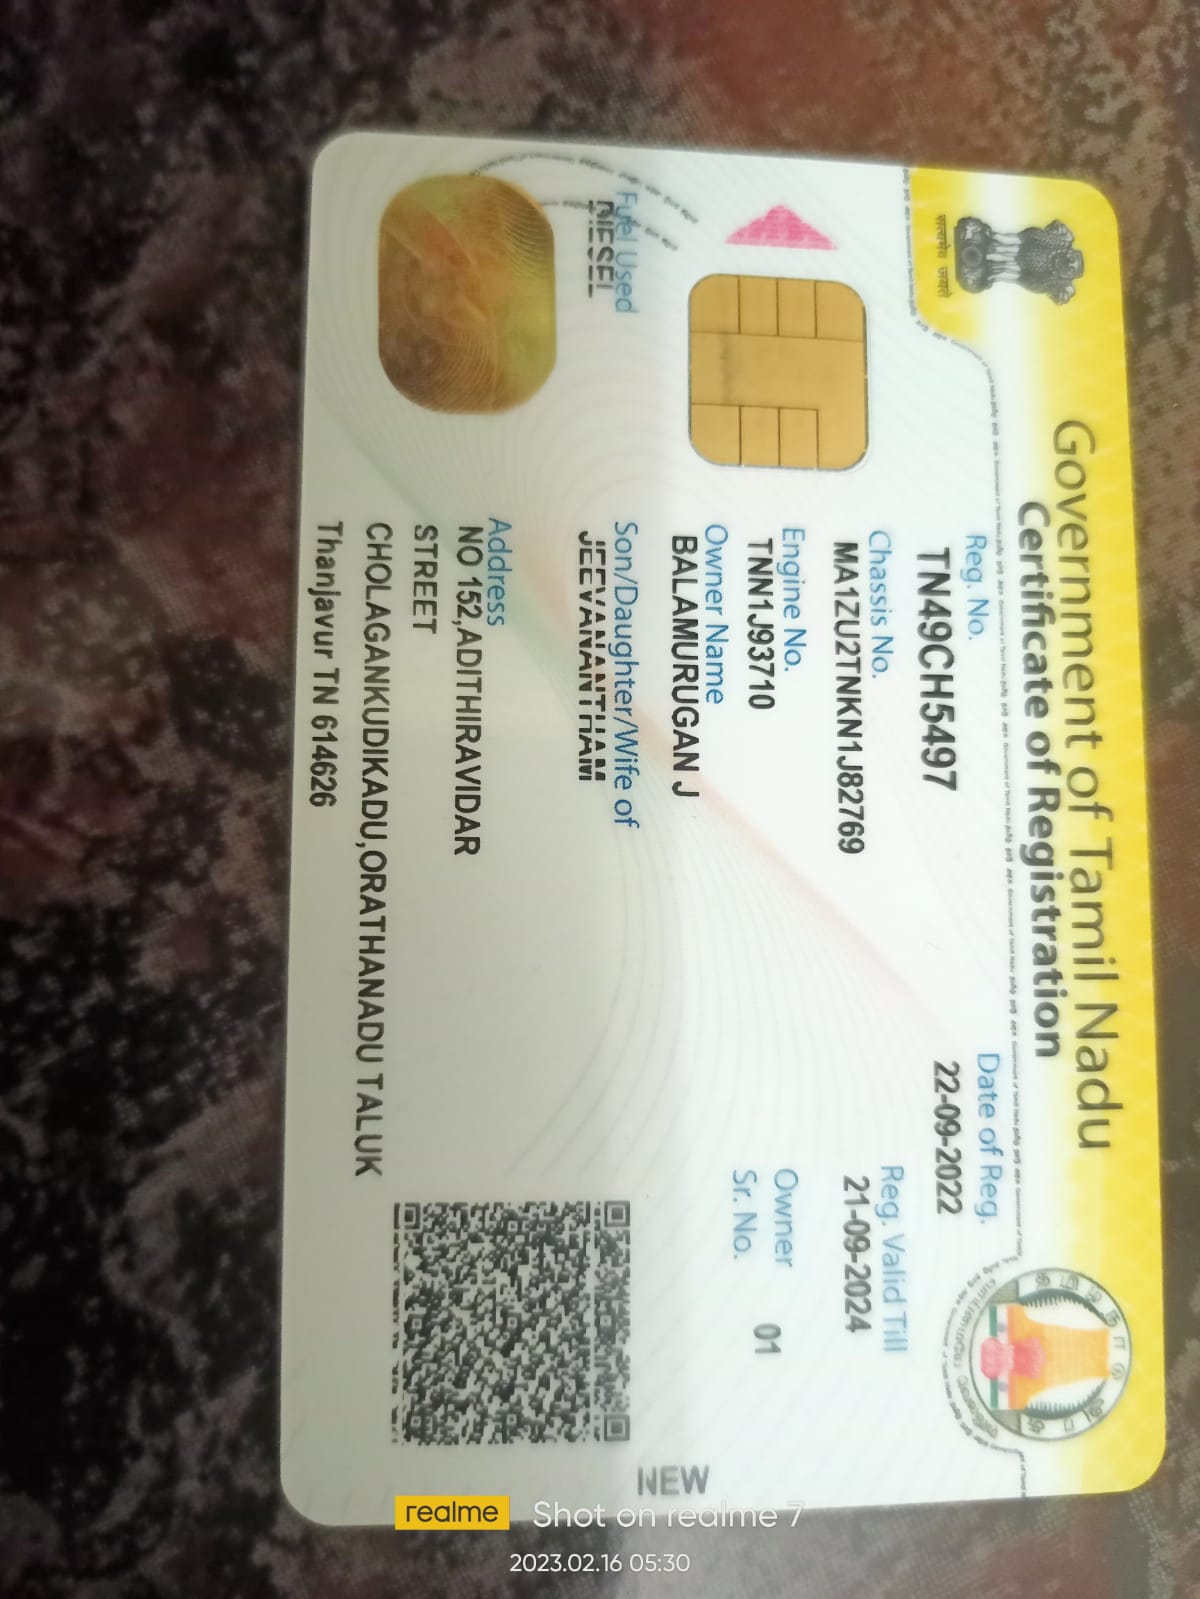 Government of Tamil Nadu
Certificate of Registration
सत्यमेव जयते
Reg. No.
TN49CH5497
Date of Reg.
22-09-2022
Chassis No.
MA1ZU2TNKN1J82769
Reg. Valid Till
21-09-2024
Engine No.
TNN1J93710
Owner
Sr. No.
01
Owner Name
BALAMURUGAN J
Fuel Used
DIESEL
Son/Daughter/Wife of
JEEVANANTHAM
Address
NO 152,ADITHIRAVIDAR
STREET
CHOLAGANKUDIKADU,ORATHANADU TALUK
Thanjavur TN 614626
NEW
realme Shot on realme 7
2023.02.16 05:30